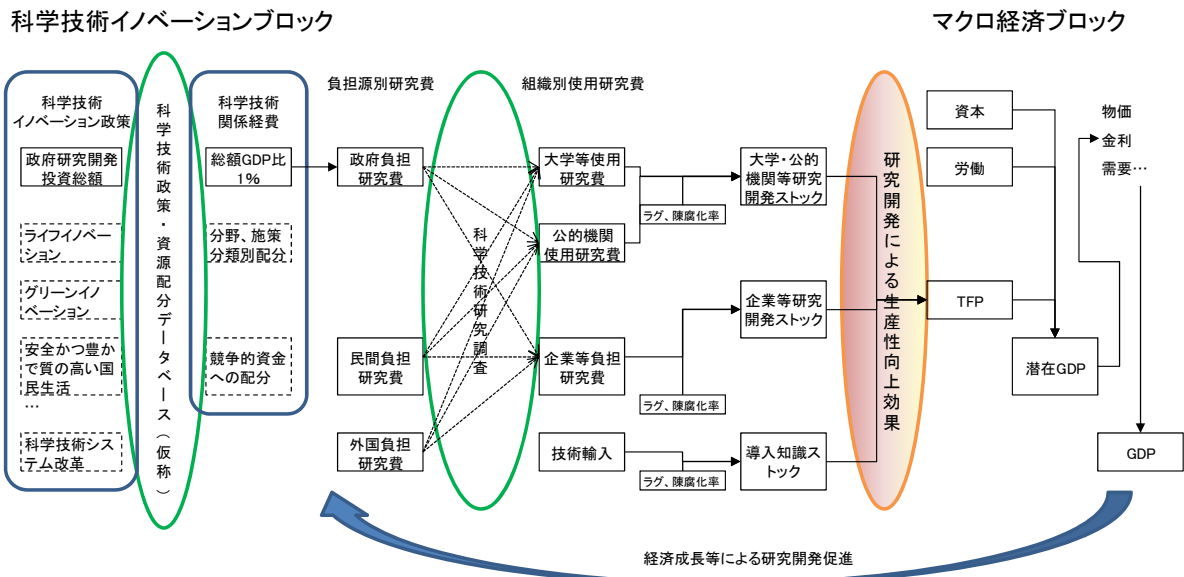 科学技術イノベーションブロック
マクロ経済ブロック
負担源別研究費
組織別使用研究費
科学技術
イノベーション政策
政府研究開発
投資総額
ライフイノベー
ション
グリーンイノ
ベーション
安全かつ豊か
で質の高い国
民生活
…
科学技術シス
テム改革
科学技術政策・資源配分データベース(仮称)
科学技術
関係経費
総額GDP比
1%
分野、施策
分類別配分
競争的資金
への配分
政府負担
研究費
民間負担
研究費
外国負担
研究費
科学技術研究調査
大学等使用
研究費
公的機関
使用研究費
企業等負担
研究費
技術輸入
ラグ、陳腐化率
ラグ、陳腐化率
ラグ、陳腐化率
大学・公的
機関等研究
開発ストック
企業等研究
開発ストック
導入知識ス
トック
研究開発による生産性向上効果
資本
労働
TFP
潜在GDP
物価
金利
需要…
GDP
経済成長等による研究開発促進